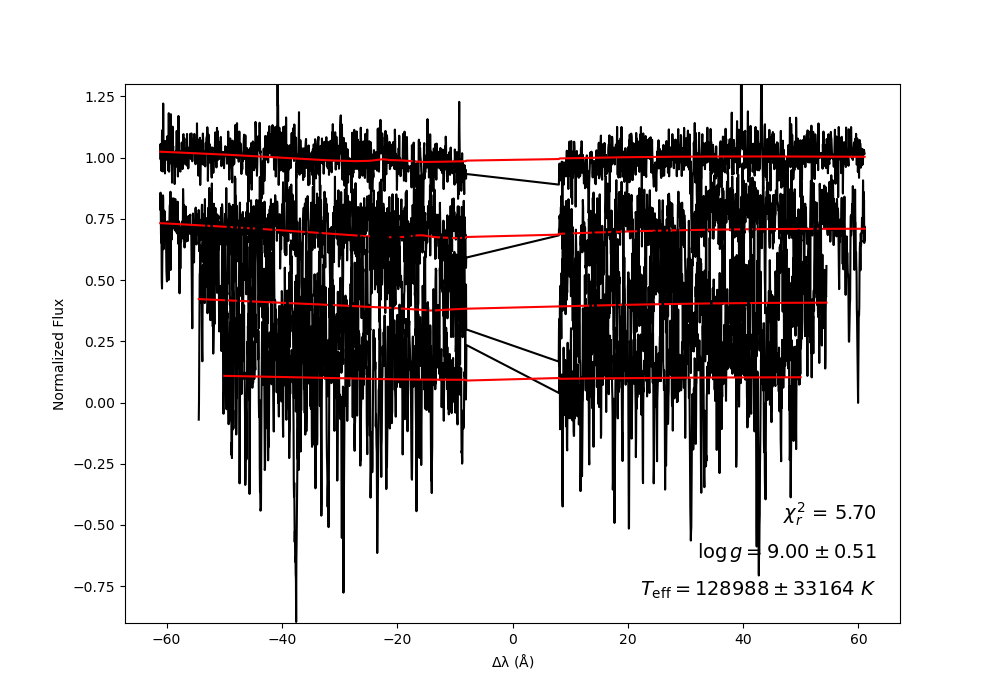 1.25
1.00
0.75
0.50
0.25
0.00
−0.25
−0.50
−0.75
Normalized Flux
χ²ᵣ = 5.70
log g = 9.00 ± 0.51
T_eff = 128988 ± 33164 K
−60 −40 −20 0 20 40 60
Δλ (Å)